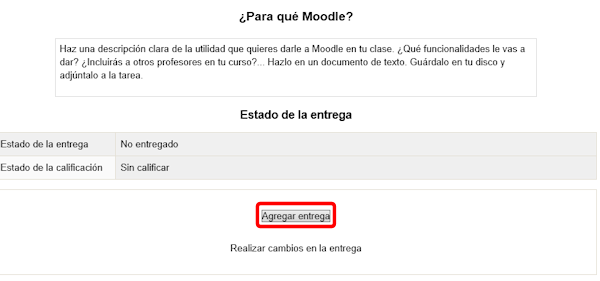 ¿Para qué Moodle?
Haz una descripción clara de la utilidad que quieres darle a Moodle en tu clase. ¿Qué funcionalidades le vas a
dar? ¿Incluirás a otros profesores en tu curso?... Hazlo en un documento de texto. Guárdalo en tu disco y
adjúntalo a la tarea.
Estado de la entrega
Estado de la entrega No entregado
Estado de la calificación Sin calificar
Agregar entrega
Realizar cambios en la entrega